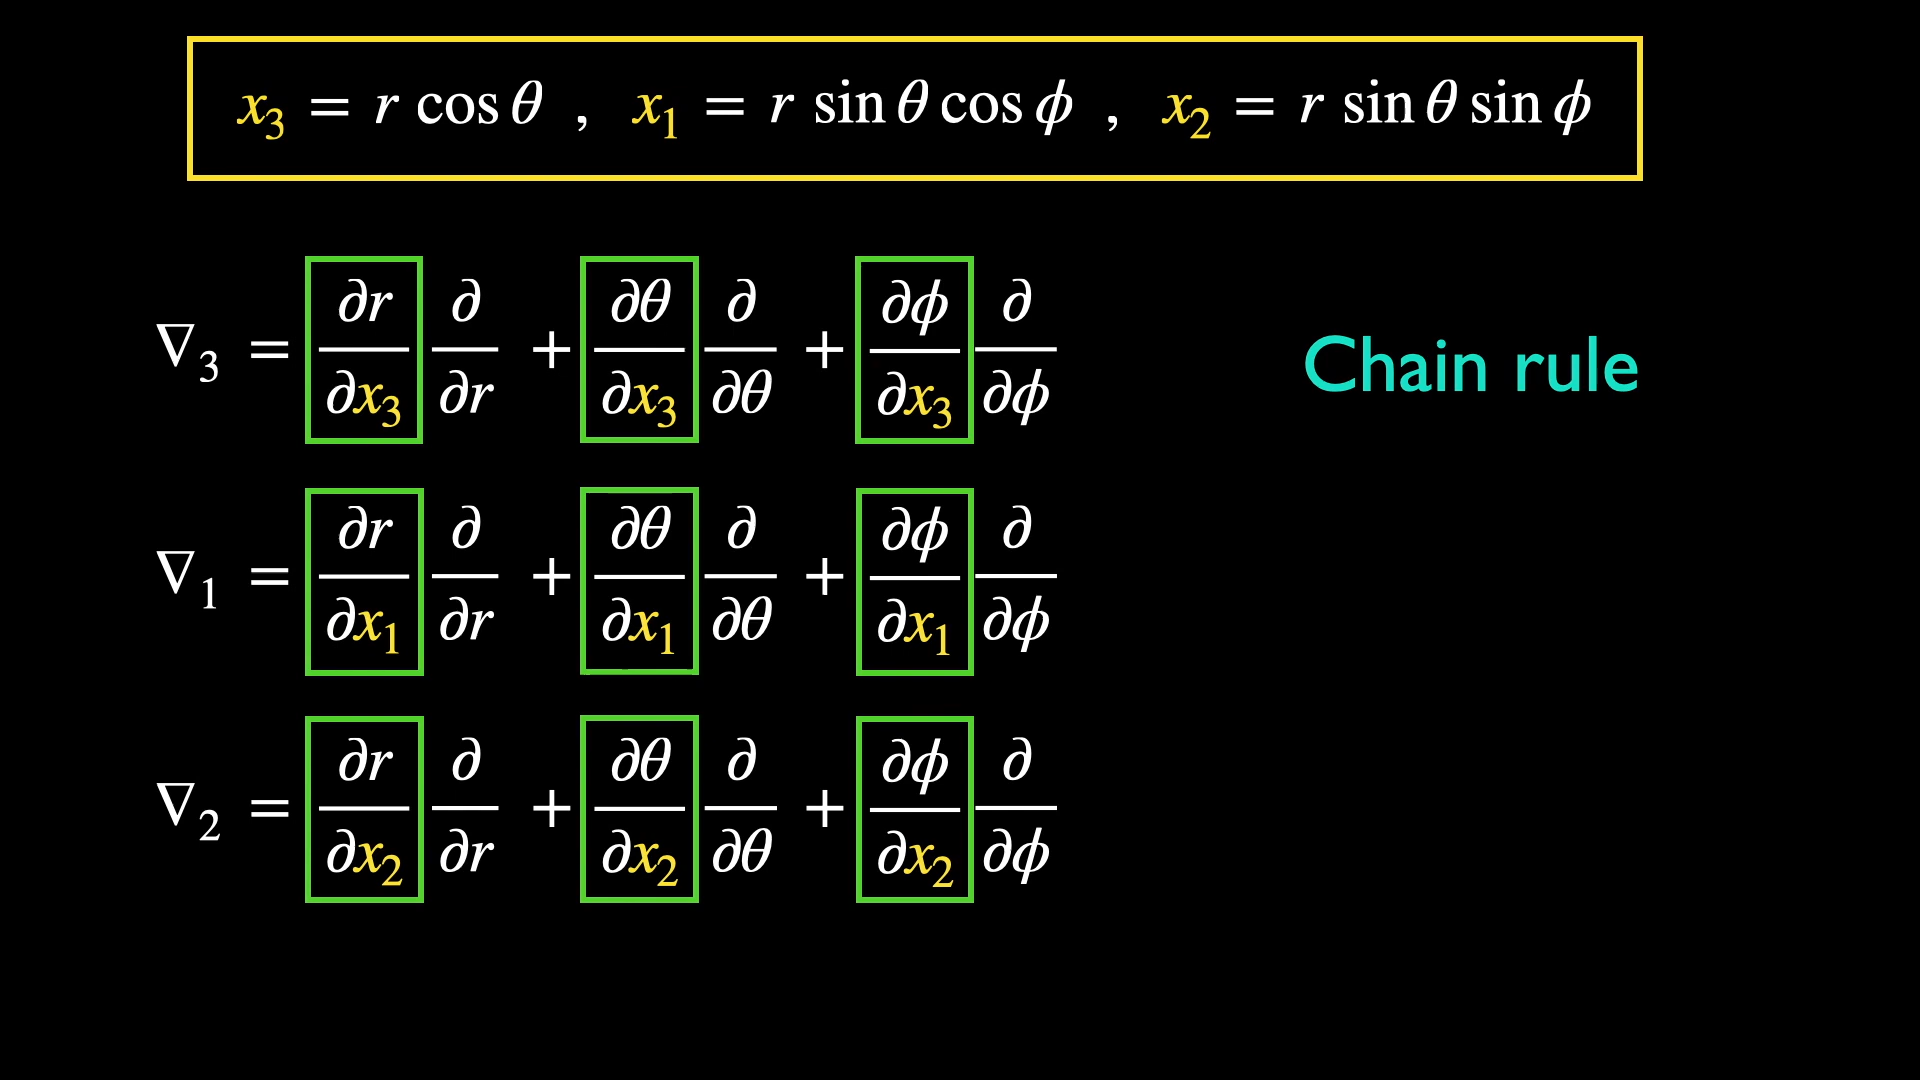 x₃ = r cos θ , x₁ = r sin θ cos ϕ , x₂ = r sin θ sin ϕ
∇₃ = ∂r/∂x₃ ∂/∂r + ∂θ/∂x₃ ∂/∂θ + ∂ϕ/∂x₃ ∂/∂ϕ
Chain rule
∇₁ = ∂r/∂x₁ ∂/∂r + ∂θ/∂x₁ ∂/∂θ + ∂ϕ/∂x₁ ∂/∂ϕ
∇₂ = ∂r/∂x₂ ∂/∂r + ∂θ/∂x₂ ∂/∂θ + ∂ϕ/∂x₂ ∂/∂ϕ